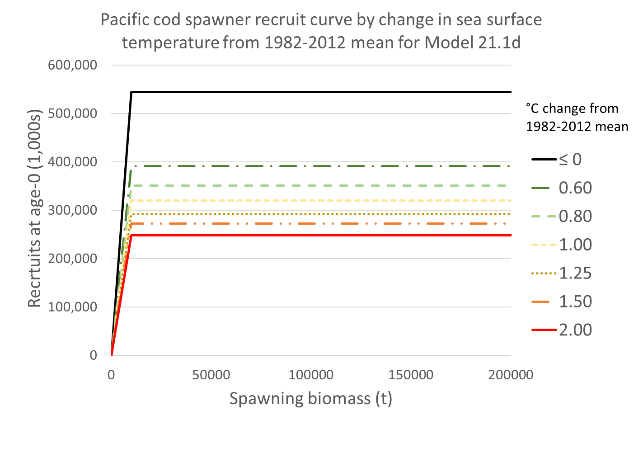 Pacific cod spawner recruit curve by change in sea surface
temperature from 1982-2012 mean for Model 21.1d
600,000
500,000
400,000
300,000
200,000
100,000
0
Recrtuits at age-0 (1,000s)
0 50000 100000 150000 200000
Spawning biomass (t)
°C change from
1982-2012 mean
≤ 0
0.60
0.80
1.00
1.25
1.50
2.00